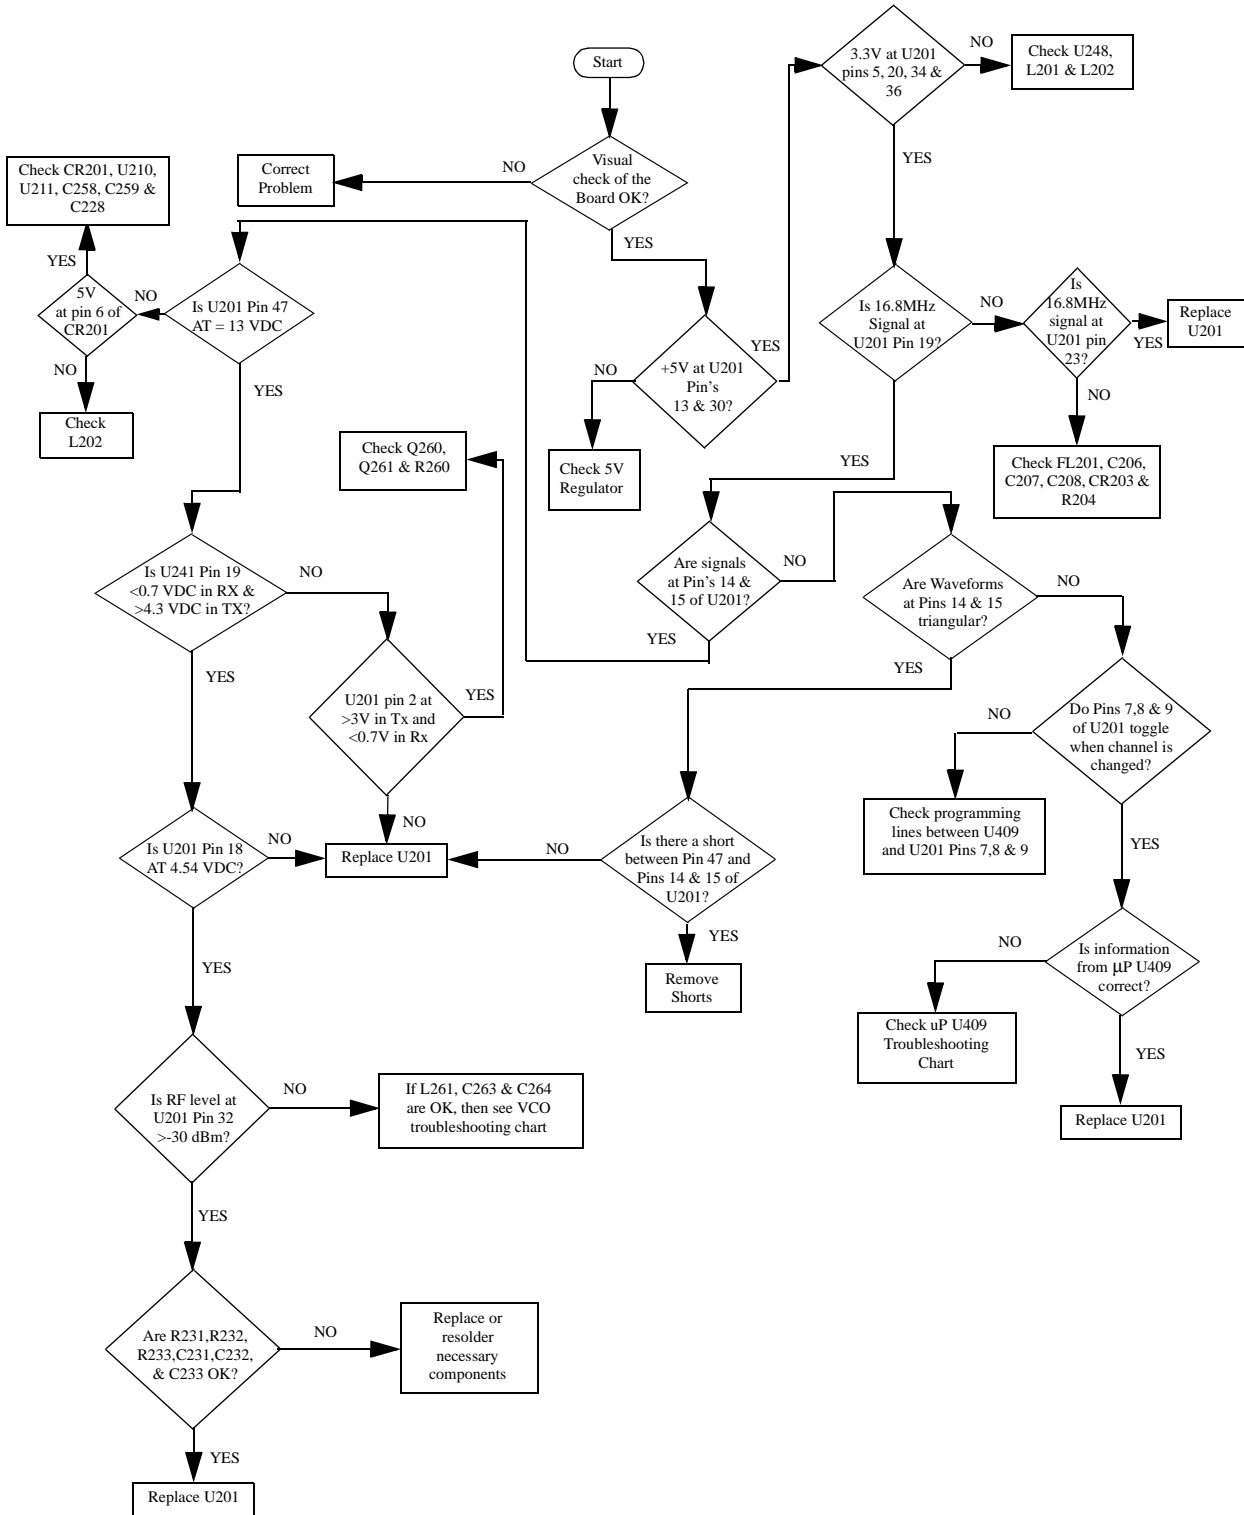 Start
Visual
check of the
Board OK?
NO
Correct
Problem
YES
+5V at U201
Pin's
13 & 30?
NO
Check 5V
Regulator
YES
3.3V at U201
pins 5, 20, 34 &
36
NO
Check U248,
L201 & L202
YES
Is 16.8MHz
Signal at
U201 Pin 19?
NO
Is
16.8MHz
signal at
U201 pin
23?
YES
Replace
U201
NO
Check FL201, C206,
C207, C208, CR203 &
R204
YES
Are signals
at Pin's 14 &
15 of U201?
NO
Are Waveforms
at Pins 14 & 15
triangular?
NO
Do Pins 7,8 & 9
of U201 toggle
when channel is
changed?
NO
Check programming
lines between U409
and U201 Pins 7,8 & 9
YES
Is information
from µP U409
correct?
NO
Check uP U409
Troubleshooting
Chart
YES
Replace U201
YES
Is there a short
between Pin 47 and
Pins 14 & 15 of
U201?
NO
YES
Remove
Shorts
YES
Is U201 Pin 47
AT = 13 VDC
NO
5V
at pin 6 of
CR201
YES
Check CR201, U210,
U211, C258, C259 &
C228
NO
Check
L202
YES
Is U241 Pin 19
<0.7 VDC in RX &
>4.3 VDC in TX?
NO
U201 pin 2 at
>3V in Tx and
<0.7V in Rx
YES
Check Q260,
Q261 & R260
NO
Replace U201
YES
Is U201 Pin 18
AT 4.54 VDC?
NO
YES
Is RF level at
U201 Pin 32
>-30 dBm?
NO
If L261, C263 & C264
are OK, then see VCO
troubleshooting chart
YES
Are R231,R232,
R233,C231,C232,
& C233 OK?
NO
Replace or
resolder
necessary
components
YES
Replace U201